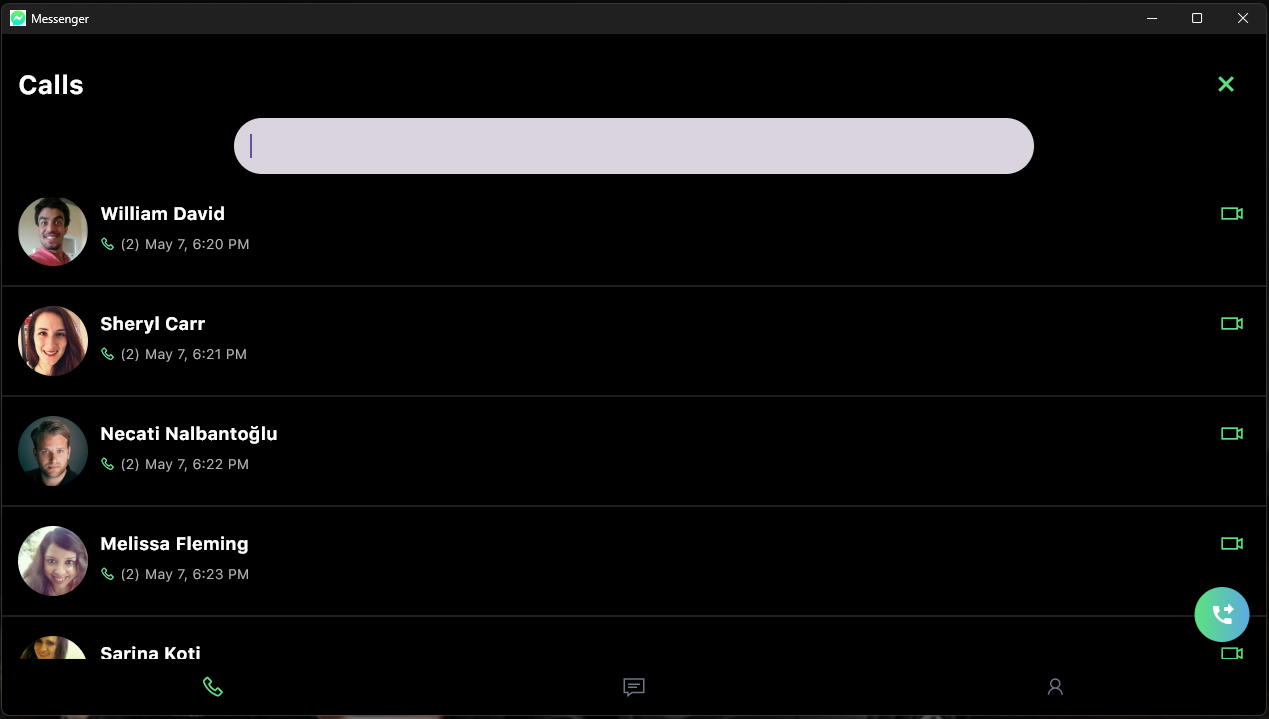 Messenger
Calls
William David
(2) May 7, 6:20 PM
Sheryl Carr
(2) May 7, 6:21 PM
Necati Nalbantoğlu
(2) May 7, 6:22 PM
Melissa Fleming
(2) May 7, 6:23 PM
Sarina Koti